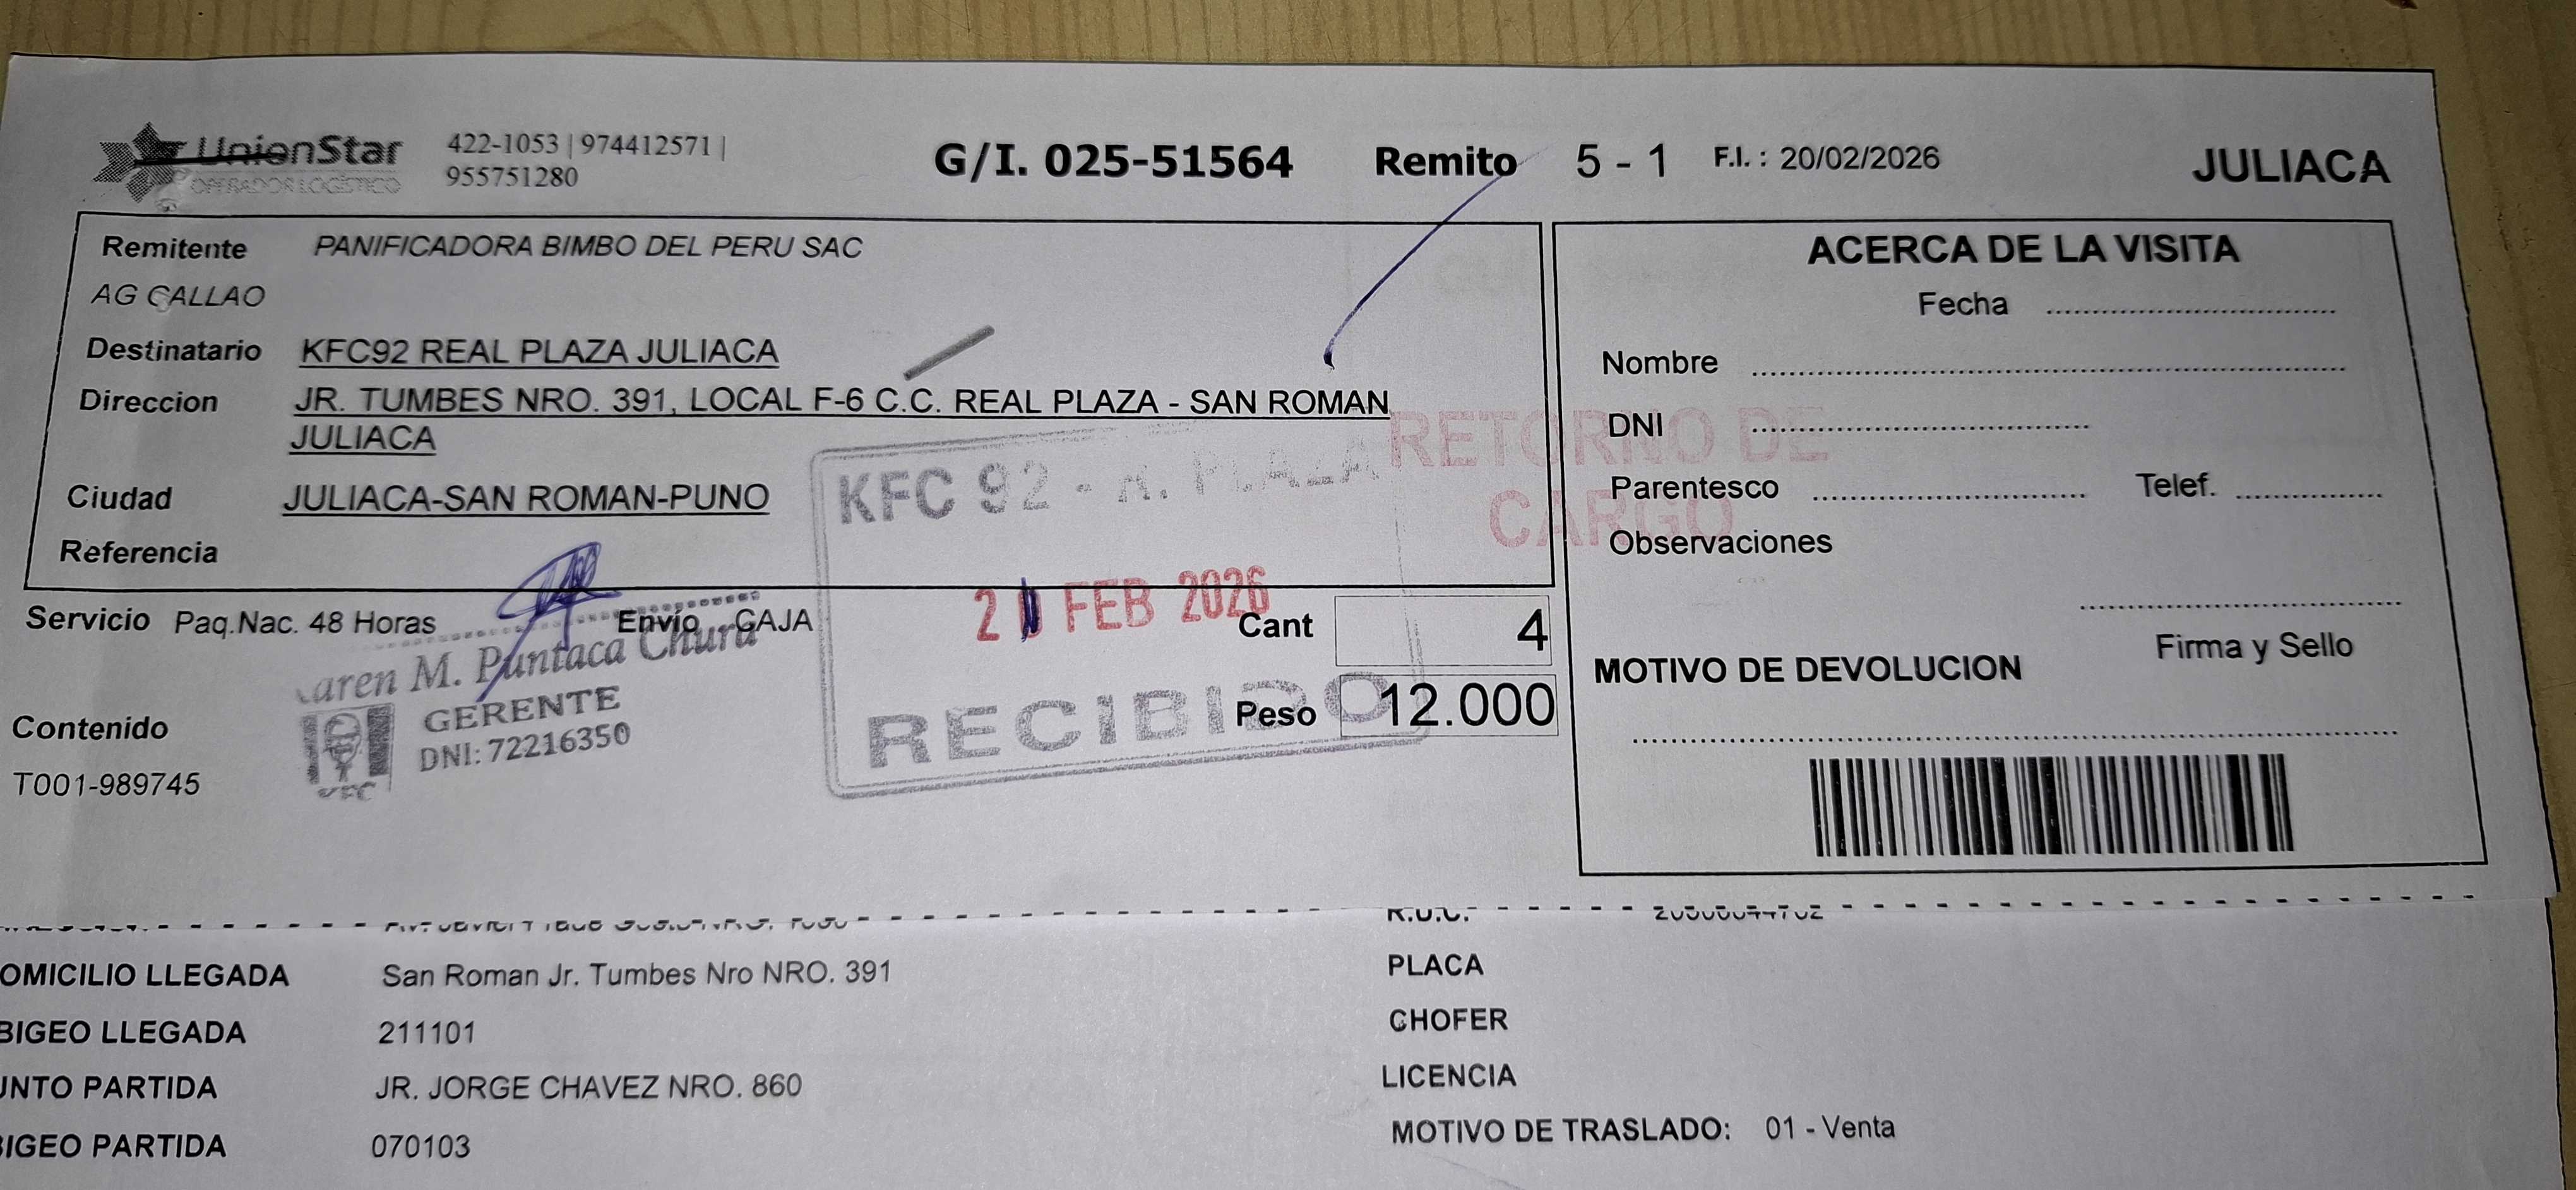 UnionStar
OPERADOR LOGÍSTICO
422-1053 | 974412571 |
955751280
G/I. 025-51564 Remito 5 - 1 F.I. : 20/02/2026 JULIACA
Remitente PANIFICADORA BIMBO DEL PERU SAC
AG CALLAO
Destinatario KFC92 REAL PLAZA JULIACA
Direccion JR. TUMBES NRO. 391, LOCAL F-6 C.C. REAL PLAZA - SAN ROMAN
JULIACA
Ciudad JULIACA-SAN ROMAN-PUNO
Referencia
KFC 92 - R. PLAZA
FEB 2026
RECIBIDO
RETORNO DE
CARGO
Servicio Paq.Nac. 48 Horas Envío CAJA Cant 4
Peso 12.000
Karen M. Puntaca Chura
GERENTE
DNI: 72216350
KFC
Contenido
T001-989745
ACERCA DE LA VISITA
Fecha
Nombre
DNI
Parentesco Telef.
Observaciones
Firma y Sello
MOTIVO DE DEVOLUCION
R.U.C.
OMICILIO LLEGADA San Roman Jr. Tumbes Nro NRO. 391
BIGEO LLEGADA 211101
UNTO PARTIDA JR. JORGE CHAVEZ NRO. 860
BIGEO PARTIDA 070103
PLACA
CHOFER
LICENCIA
MOTIVO DE TRASLADO: 01 - Venta